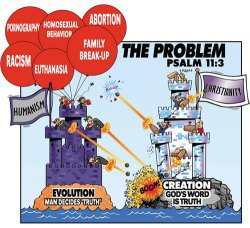 ABORTION
HOMOSEXUAL
BEHAVIOR
PORNOGRAPHY
FAMILY
BREAK-UP
RACISM
EUTHANASIA
THE PROBLEM
PSALM 11:3
HUMANISM
CHRISTIANITY
BOOM!
EVOLUTION
MAN DECIDES "TRUTH"
CREATION
GOD'S WORD
IS TRUTH